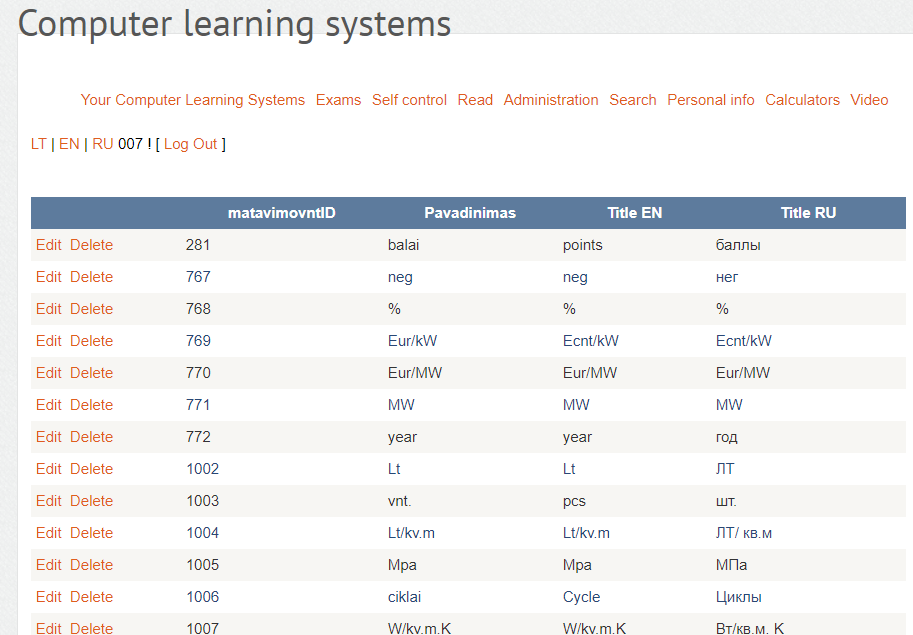 Computer learning systems
Your Computer Learning Systems Exams Self control Read Administration Search Personal info Calculators Video
LT | EN | RU 007 ! [ Log Out ]
matavimovntID Pavadinimas Title EN Title RU
Edit Delete 281 balai points баллы
Edit Delete 767 neg neg нег
Edit Delete 768 % % %
Edit Delete 769 Eur/kW Ecnt/kW Ecnt/kW
Edit Delete 770 Eur/MW Eur/MW Eur/MW
Edit Delete 771 MW MW MW
Edit Delete 772 year year год
Edit Delete 1002 Lt Lt ЛТ
Edit Delete 1003 vnt. pcs шт.
Edit Delete 1004 Lt/kv.m Lt/kv.m ЛТ/ кв.м
Edit Delete 1005 Mpa Mpa МПа
Edit Delete 1006 ciklai Cycle Циклы
Edit Delete 1007 W/kv.m.K W/kv.m.K Вт/кв.м. K